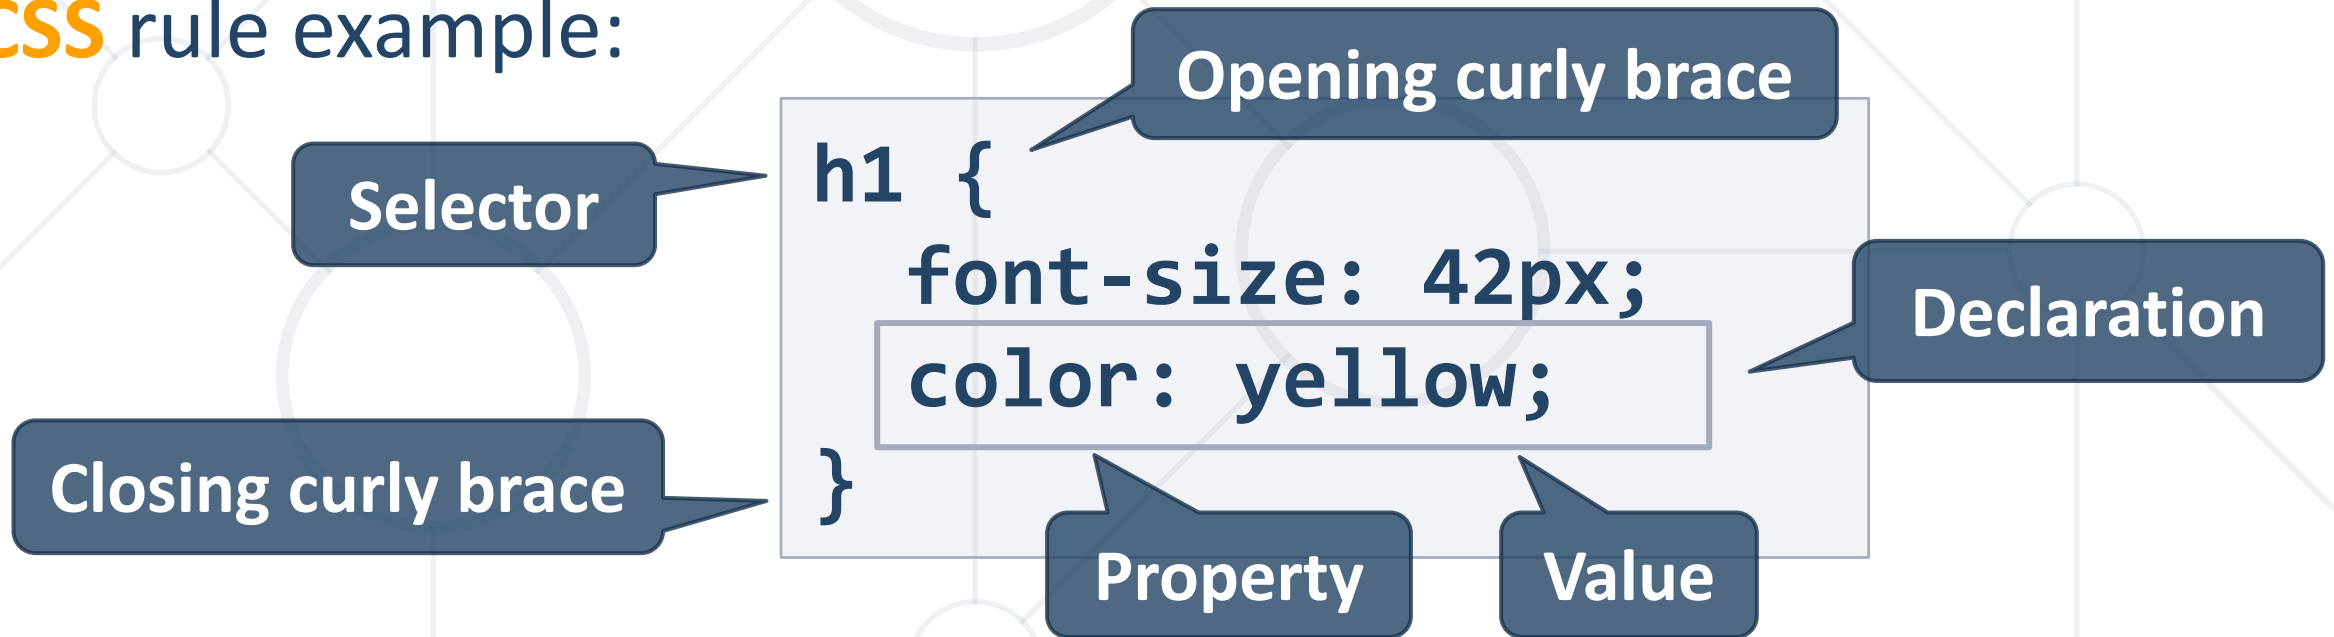 CSS rule example:
Opening curly brace
Selector
h1 {
font-size: 42px;
color: yellow;
}
Declaration
Closing curly brace
Property
Value